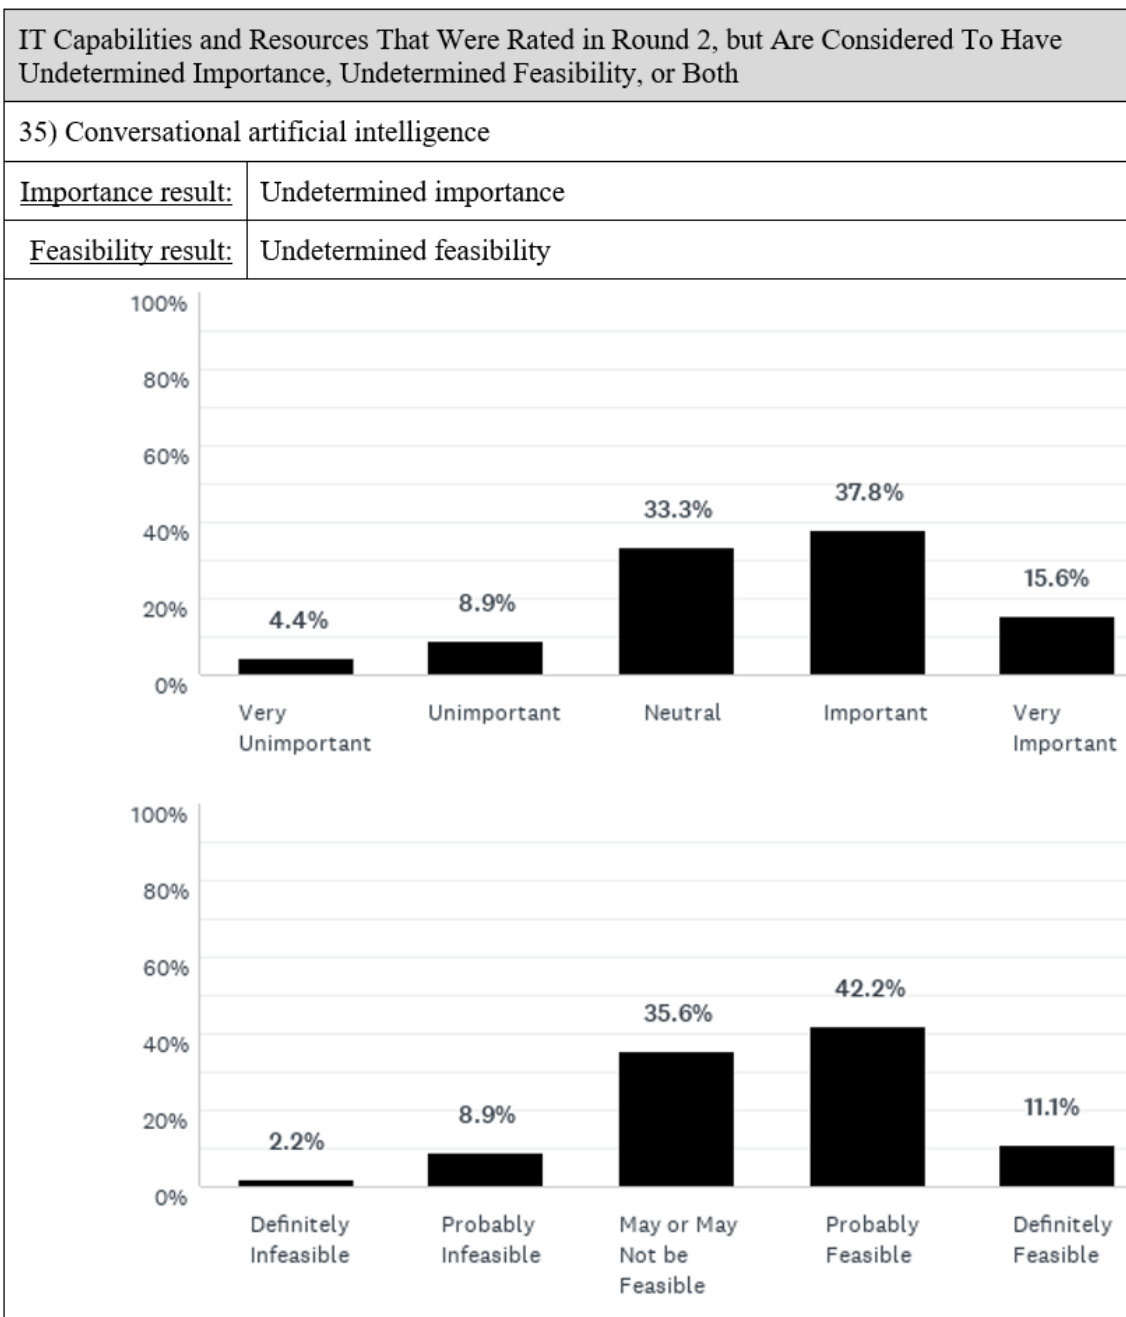 IT Capabilities and Resources That Were Rated in Round 2, but Are Considered To Have
Undetermined Importance, Undetermined Feasibility, or Both
35) Conversational artificial intelligence
Importance result: Undetermined importance
Feasibility result: Undetermined feasibility
100%
80%
60%
40%
20%
0%
4.4%
8.9%
33.3%
37.8%
15.6%
Very
Unimportant
Unimportant
Neutral
Important
Very
Important
100%
80%
60%
40%
20%
0%
2.2%
8.9%
35.6%
42.2%
11.1%
Definitely
Infeasible
Probably
Infeasible
May or May
Not be
Feasible
Probably
Feasible
Definitely
Feasible